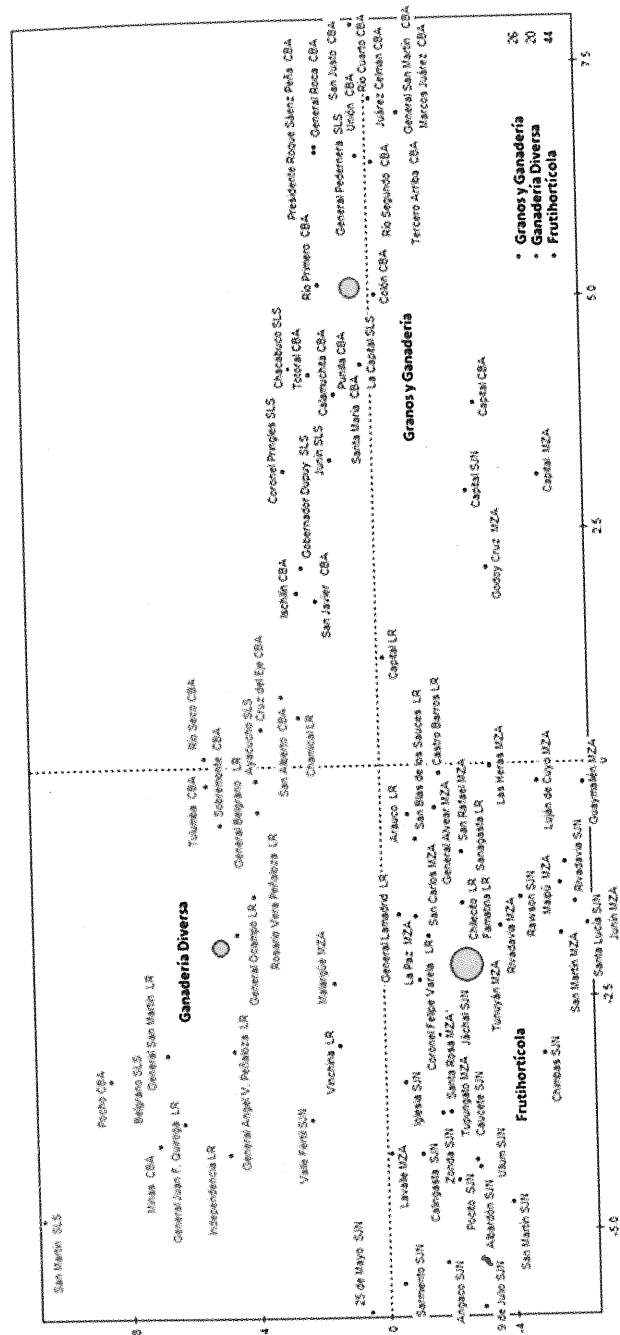 San Martín SLS
Pocho CBA
Belgrano SLS
General San Martín LR
Minas CBA
General Juan F. Quiroga LR
Independencia LR
General Angel V. Peñaloza LR
Valle Fértil SJN
Vinchina LR
Malargüe MZA
25 de Mayo SJN
Ganadería Diversa
General Ocampo LR
Rosario Vera Peñaloza LR
Tulumba CBA
Río Seco CBA
Sobremonte CBA
General Belgrano LR
Ayacucho SLS
Cruz del Eje CBA
San Alberto CBA
Chamical LR
Ischilín CBA
San Javier CBA
Coronel Pringles SLS
Gobernador Dupuy SLS
Junín SLS
Chacabuco SLS
Totoral CBA
Calamuchita CBA
Punilla CBA
Santa María CBA
La Capital SLS
Río Primero CBA
Presidente Roque Sáenz Peña CBA
General Roca CBA
General Pedernera SLS
San Justo CBA
Unión CBA
Río Cuarto CBA
Colón CBA
Río Segundo CBA
Juárez Celman CBA
Tercero Arriba CBA
General San Martín CBA
Marcos Juárez CBA
Granos y Ganadería
Capital LR
Capital SJN
Capital CBA
Capital MZA
Godoy Cruz MZA
Sarmiento SJN
Lavalle MZA
Iglesia SJN
La Paz MZA
General Lamadrid LR
Arauco LR
San Blas de los Sauces LR
Castro Barros LR
Calingasta SJN
Coronel Felipe Varela LR
San Carlos MZA
General Alvear MZA
San Rafael MZA
Angaco SJN
Zonda SJN
Santa Rosa MZA
Tupungato MZA
Jáchal SJN
Chilecito LR
Famatina LR
Sanagasta LR
Pocito SJN
Caucete SJN
Albardón SJN
Ullum SJN
9 de Julio SJN
San Martín SJN
Tunuyán MZA
Rivadavia MZA
Las Heras MZA
Frutihortícola
Chimbas SJN
Rawson SJN
Maipú MZA
Luján de Cuyo MZA
San Martín MZA
Rivadavia SJN
Santa Lucía SJN
Junín MZA
Guaymallén MZA
• Granos y Ganadería 26
• Ganadería Diversa 20
• Frutihortícola 44
8
4
0
-4
-5.0
-2.5
0
2.5
5.0
7.5